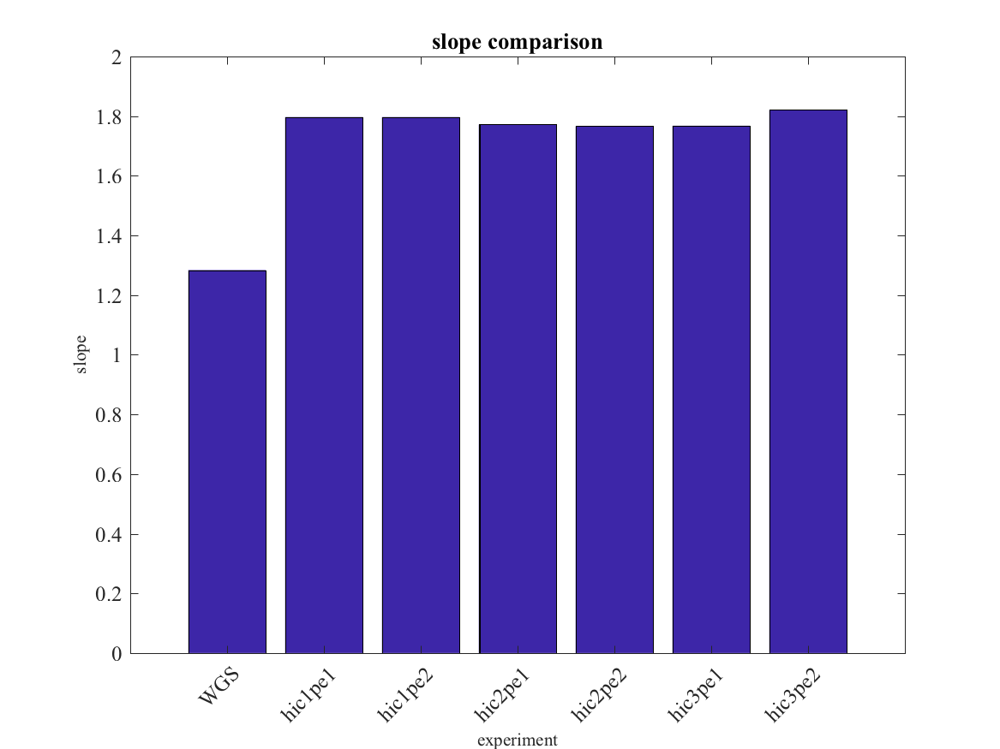 slope comparison
2
1.8
1.6
1.4
1.2
1
0.8
0.6
0.4
0.2
0
slope
WGS
hic1pe1
hic1pe2
hic2pe1
hic2pe2
hic3pe1
hic3pe2
experiment